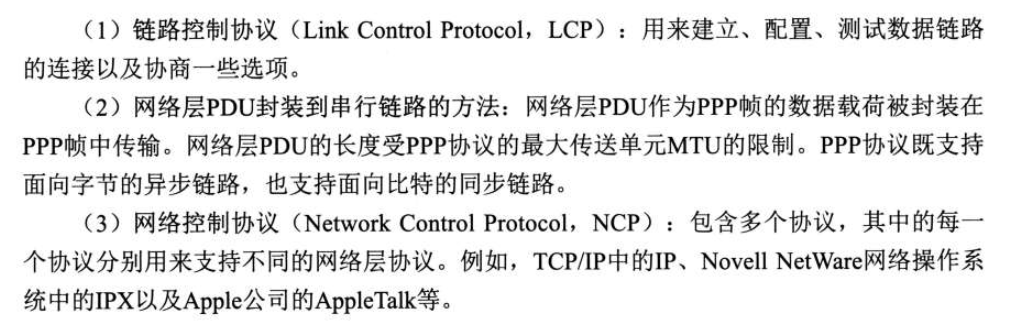 （1）链路控制协议（Link Control Protocol，LCP）：用来建立、配置、测试数据链路
的连接以及协商一些选项。
（2）网络层PDU封装到串行链路的方法：网络层PDU作为PPP帧的数据载荷被封装在
PPP帧中传输。网络层PDU的长度受PPP协议的最大传送单元MTU的限制。PPP协议既支持
面向字节的异步链路，也支持面向比特的同步链路。
（3）网络控制协议（Network Control Protocol，NCP）：包含多个协议，其中的每一
个协议分别用来支持不同的网络层协议。例如，TCP/IP中的IP、Novell NetWare网络操作系
统中的IPX以及Apple公司的AppleTalk等。